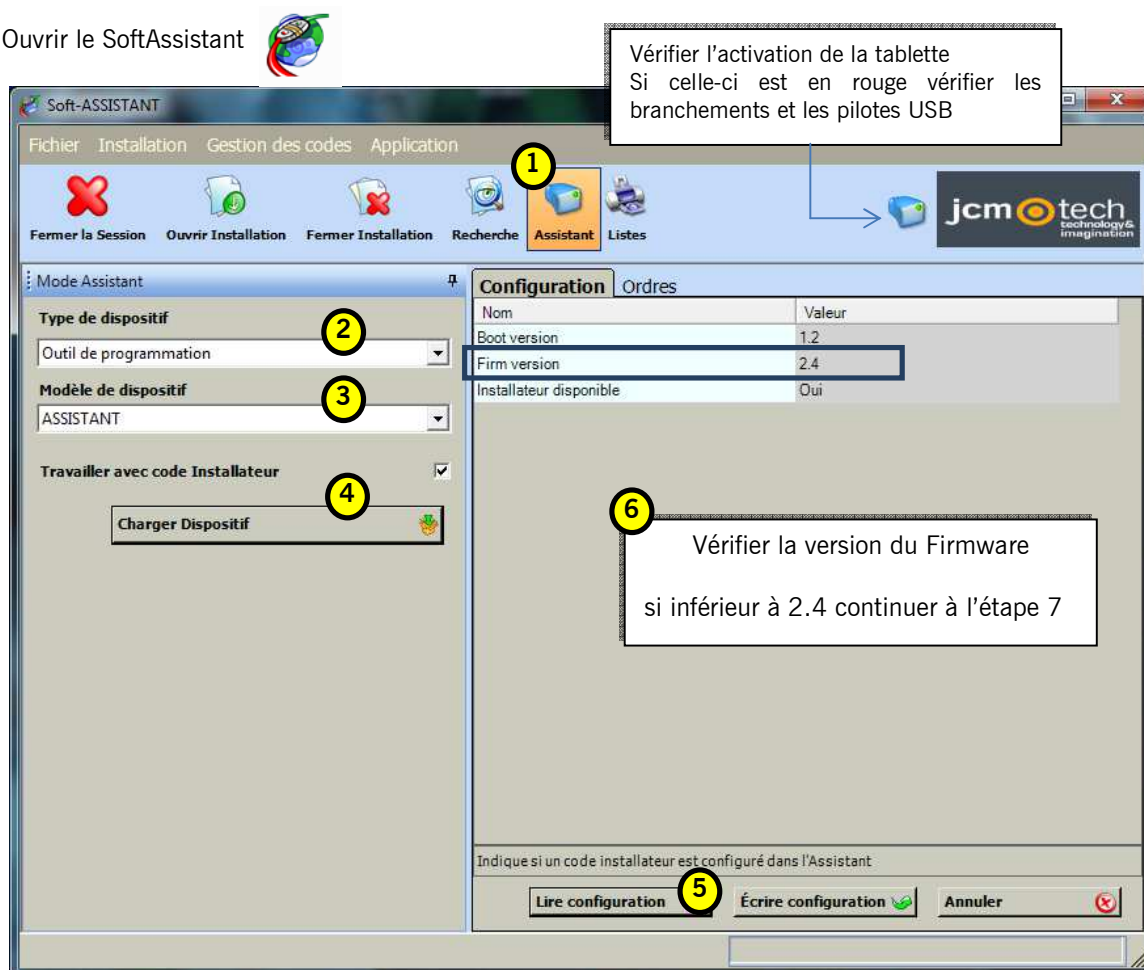 Ouvrir le SoftAssistant
Vérifier l'activation de la tablette
Si celle-ci est en rouge vérifier les
branchements et les pilotes USB
Soft-ASSISTANT
Fichier Installation Gestion des codes Application
1
Fermer la Session Ouvrir Installation Fermer Installation Recherche Assistant Listes
jcm tech
technology&
imagination
Mode Assistant
Configuration Ordres
Type de dispositif
2
Nom Valeur
Outil de programmation
Boot version 1.2
Firm version 2.4
Installateur disponible Oui
Modèle de dispositif
3
ASSISTANT
Travailler avec code Installateur
4
Charger Dispositif
6
Vérifier la version du Firmware
si inférieur à 2.4 continuer à l'étape 7
Indique si un code installateur est configuré dans l'Assistant
5
Lire configuration Écrire configuration Annuler